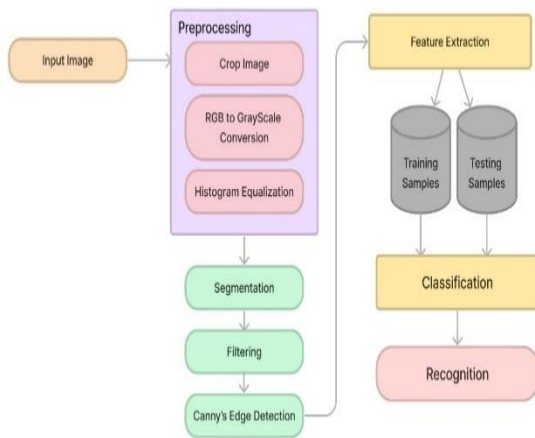 Input Image
Preprocessing
Crop Image
RGB to GrayScale
Conversion
Histogram Equalization
Segmentation
Filtering
Canny's Edge Detection
Feature Extraction
Training
Samples
Testing
Samples
Classification
Recognition